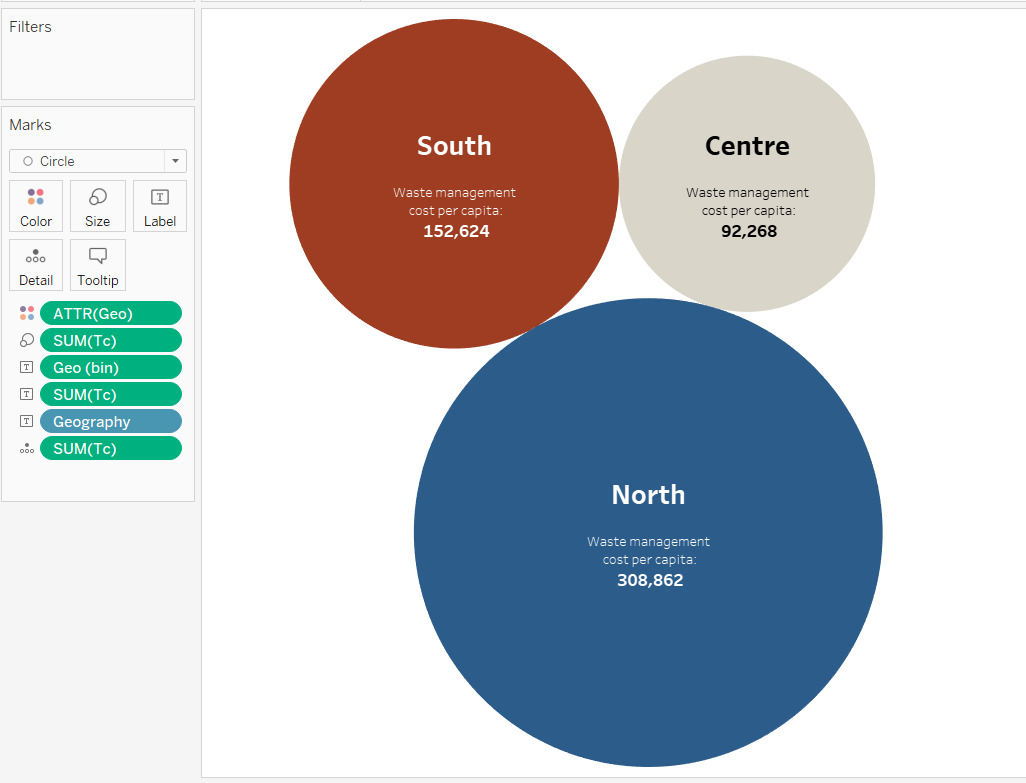 Filters
Marks
Circle
Color
Size
Label
Detail
Tooltip
ATTR(Geo)
SUM(Tc)
Geo (bin)
SUM(Tc)
Geography
SUM(Tc)
South
Waste management
cost per capita:
152,624
Centre
Waste management
cost per capita:
92,268
North
Waste management
cost per capita:
308,862